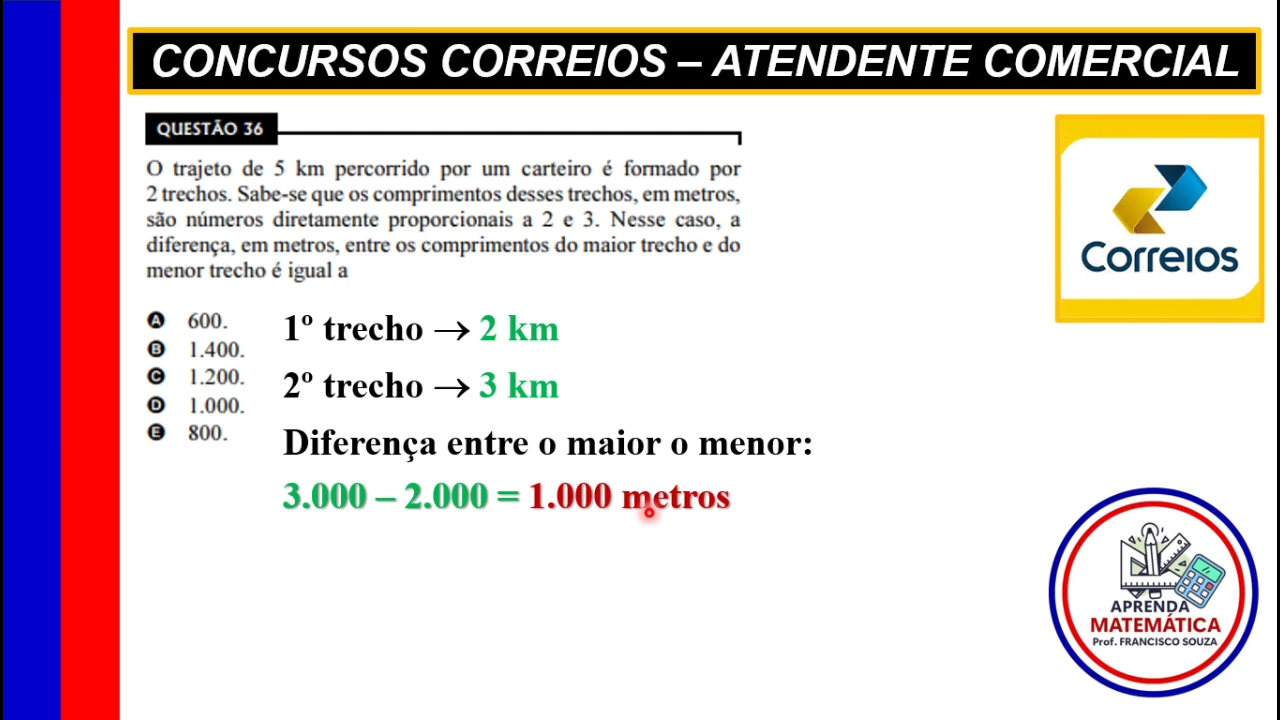 CONCURSOS CORREIOS – ATENDENTE COMERCIAL
QUESTÃO 36
O trajeto de 5 km percorrido por um carteiro é formado por
2 trechos. Sabe-se que os comprimentos desses trechos, em metros,
são números diretamente proporcionais a 2 e 3. Nesse caso, a
diferença, em metros, entre os comprimentos do maior trecho e do
menor trecho é igual a
A 600.
B 1.400.
C 1.200.
D 1.000.
E 800.
1º trecho → 2 km
2º trecho → 3 km
Diferença entre o maior o menor:
3.000 – 2.000 = 1.000 metros
Correios
APRENDA
MATEMÁTICA
Prof. FRANCISCO SOUZA